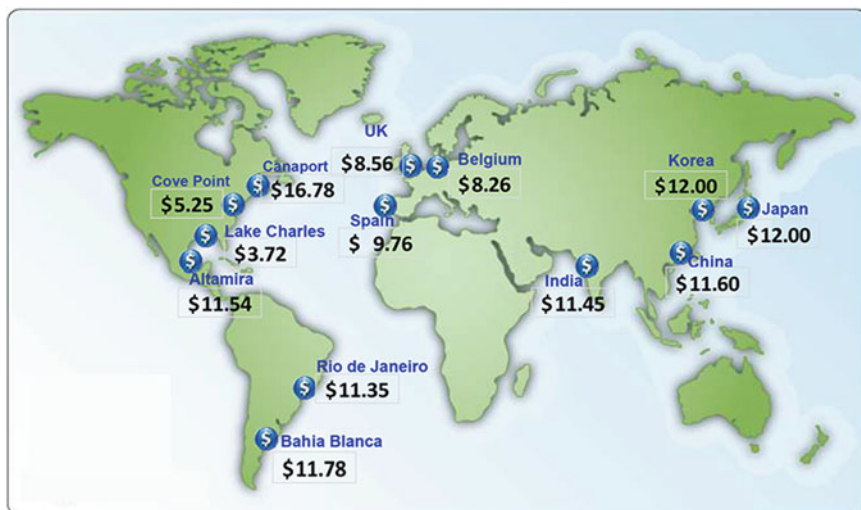 UK
$8.56
Belgium
$8.26
Canaport
$16.78
Cove Point
$5.25
Korea
$12.00
Japan
$12.00
Spain
$ 9.76
Lake Charles
$3.72
Altamira
$11.54
India
$11.45
China
$11.60
Rio de Janeiro
$11.35
Bahia Blanca
$11.78